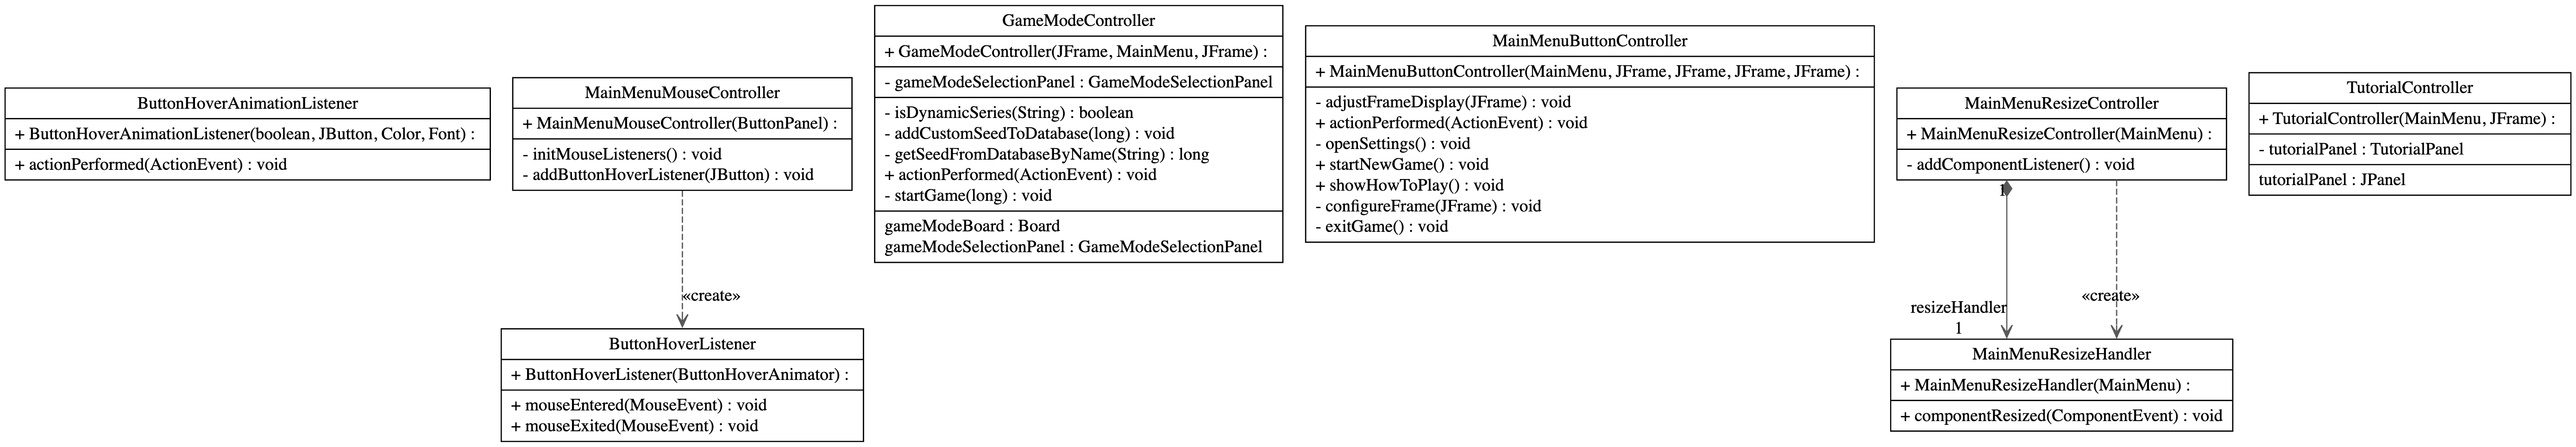 ButtonHoverAnimationListener
+ ButtonHoverAnimationListener(boolean, JButton, Color, Font) :
+ actionPerformed(ActionEvent) : void
MainMenuMouseController
+ MainMenuMouseController(ButtonPanel) :
- initMouseListeners() : void
- addButtonHoverListener(JButton) : void
«create»
ButtonHoverListener
+ ButtonHoverListener(ButtonHoverAnimator) :
+ mouseEntered(MouseEvent) : void
+ mouseExited(MouseEvent) : void
GameModeController
+ GameModeController(JFrame, MainMenu, JFrame) :
- gameModeSelectionPanel : GameModeSelectionPanel
- isDynamicSeries(String) : boolean
- addCustomSeedToDatabase(long) : void
- getSeedFromDatabaseByName(String) : long
+ actionPerformed(ActionEvent) : void
- startGame(long) : void
gameModeBoard : Board
gameModeSelectionPanel : GameModeSelectionPanel
MainMenuButtonController
+ MainMenuButtonController(MainMenu, JFrame, JFrame, JFrame, JFrame) :
- adjustFrameDisplay(JFrame) : void
+ actionPerformed(ActionEvent) : void
- openSettings() : void
+ startNewGame() : void
+ showHowToPlay() : void
- configureFrame(JFrame) : void
- exitGame() : void
MainMenuResizeController
+ MainMenuResizeController(MainMenu) :
- addComponentListener() : void
1
resizeHandler
1
«create»
MainMenuResizeHandler
+ MainMenuResizeHandler(MainMenu) :
+ componentResized(ComponentEvent) : void
TutorialController
+ TutorialController(MainMenu, JFrame) :
- tutorialPanel : TutorialPanel
tutorialPanel : JPanel